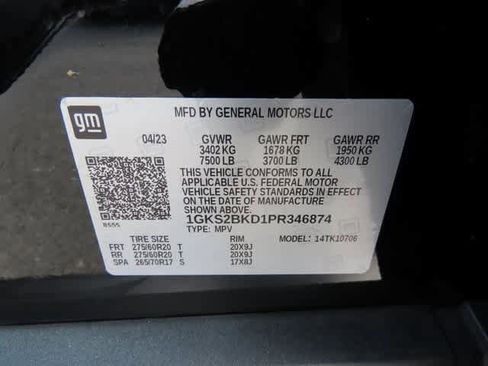 gm
MFD BY GENERAL MOTORS LLC
04/23 GVWR GAWR FRT GAWR RR
3402 KG 1678 KG 1950 KG
7500 LB 3700 LB 4300 LB
THIS VEHICLE CONFORMS TO ALL
APPLICABLE U.S. FEDERAL MOTOR
VEHICLE SAFETY STANDARDS IN EFFECT
ON THE DATE OF MANUFACTURE
SHOWN ABOVE.
1GKS2BKD1PR346874
TYPE: MPV MODEL: 14TK10706
TIRE SIZE RIM
FRT 275/60R20 T 20X9J
RR 275/60R20 T 20X9J
SPA 265/70R17 S 17X8J